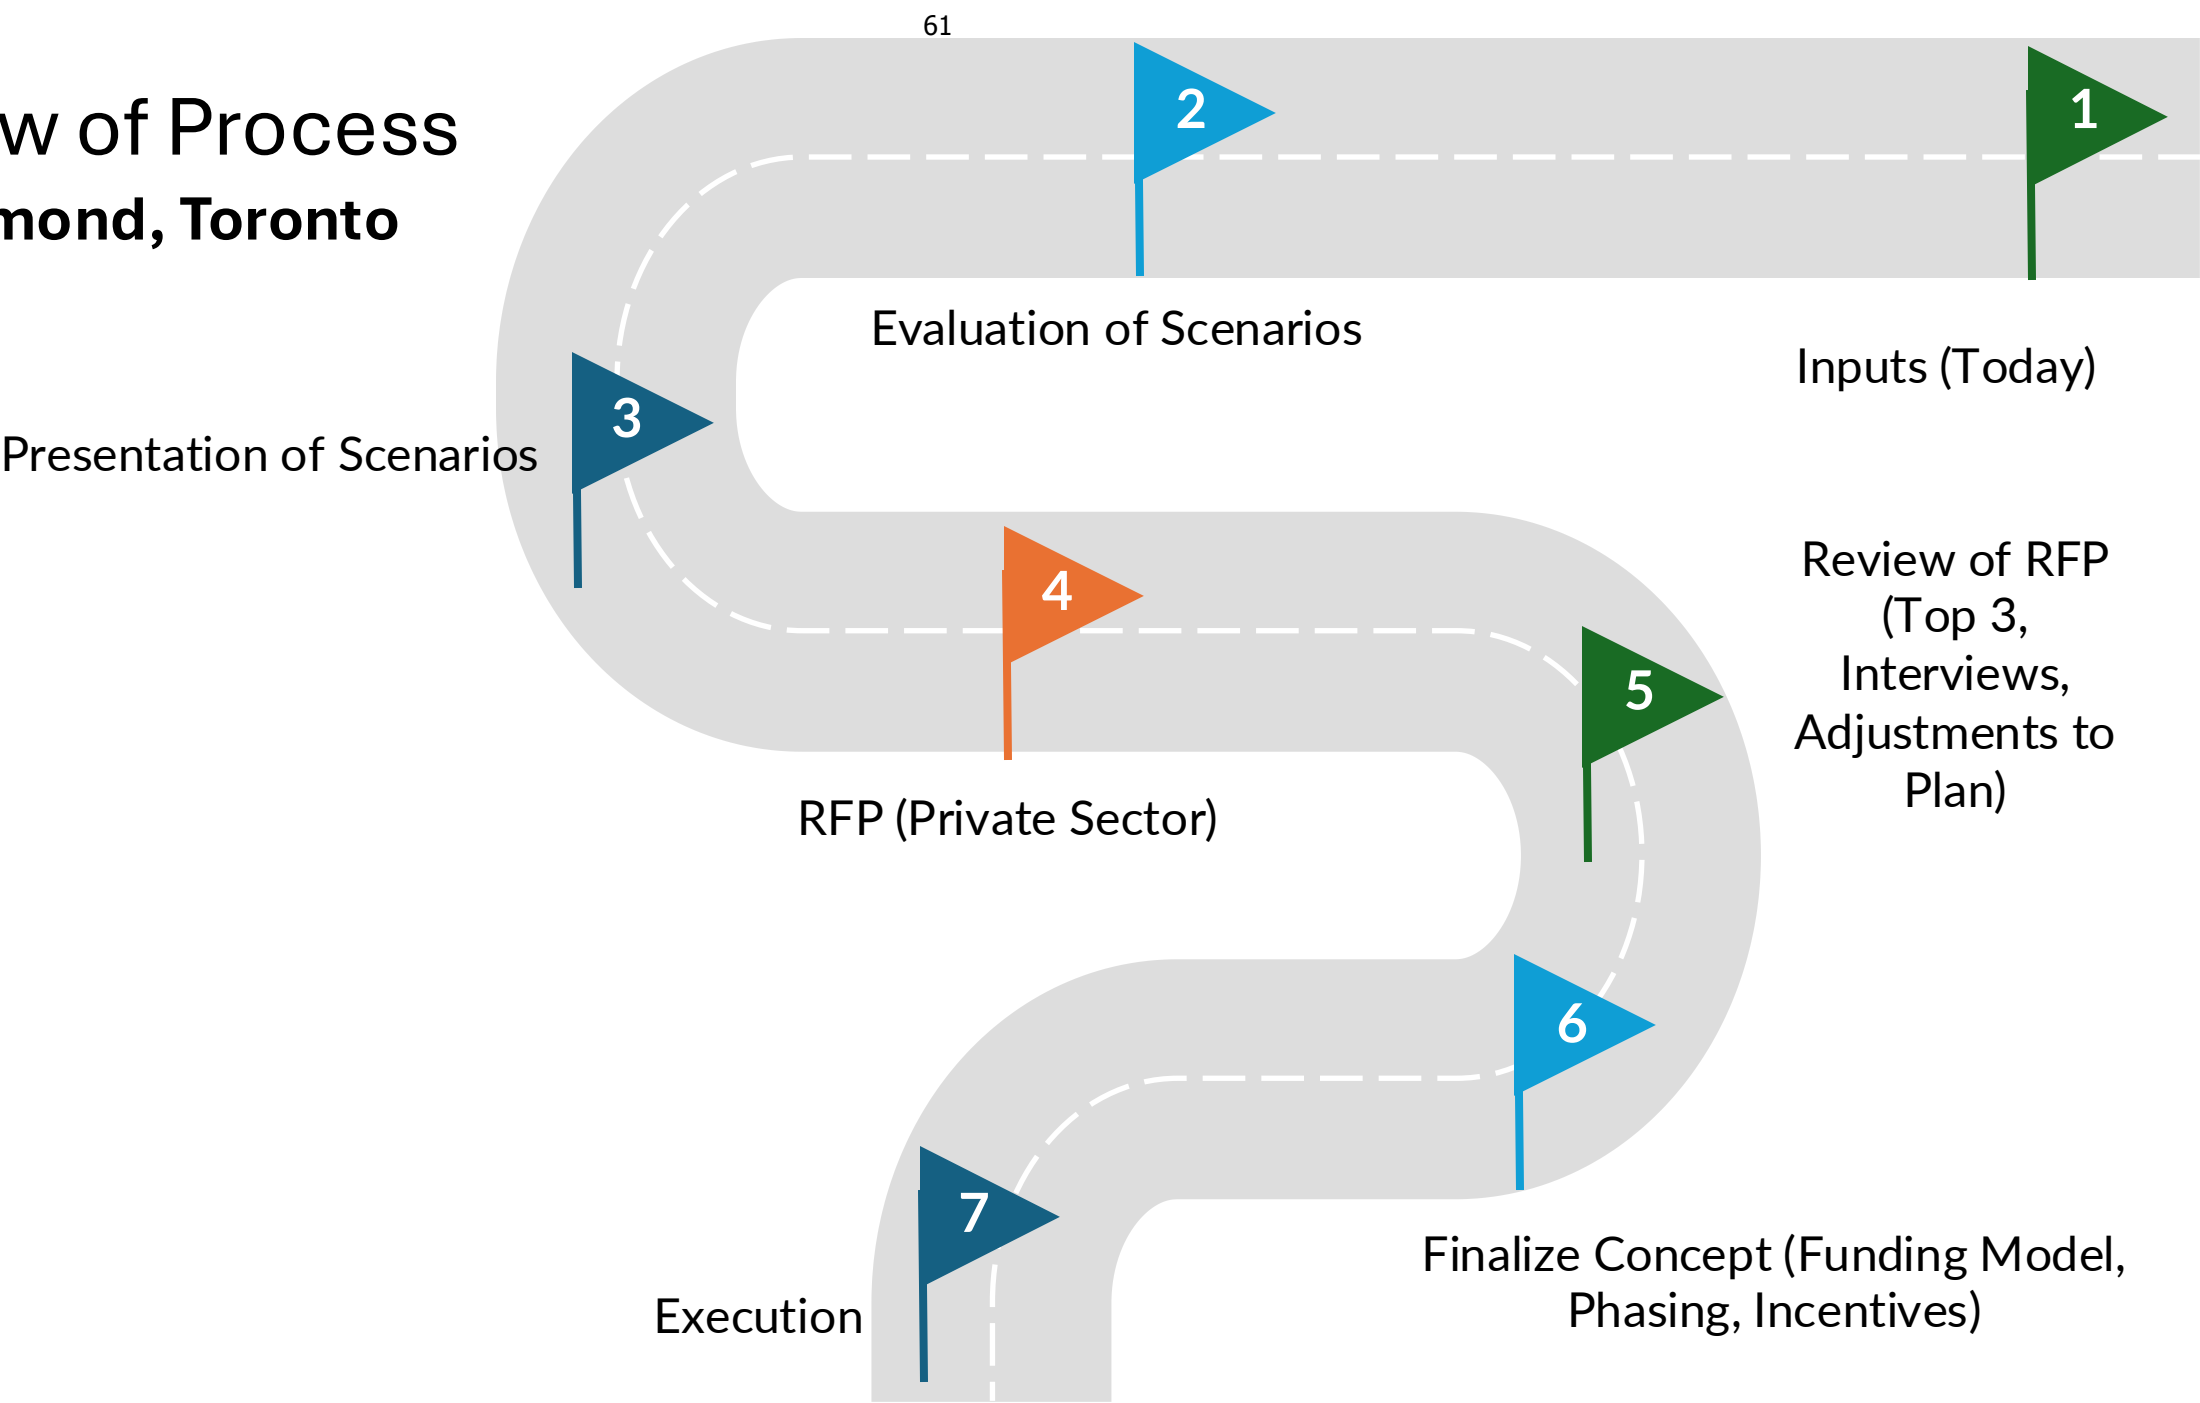 61
w of Process
mond, Toronto
1
Inputs (Today)
2
Evaluation of Scenarios
3
Presentation of Scenarios
4
RFP (Private Sector)
5
Review of RFP
(Top 3,
Interviews,
Adjustments to
Plan)
6
Finalize Concept (Funding Model,
Phasing, Incentives)
7
Execution